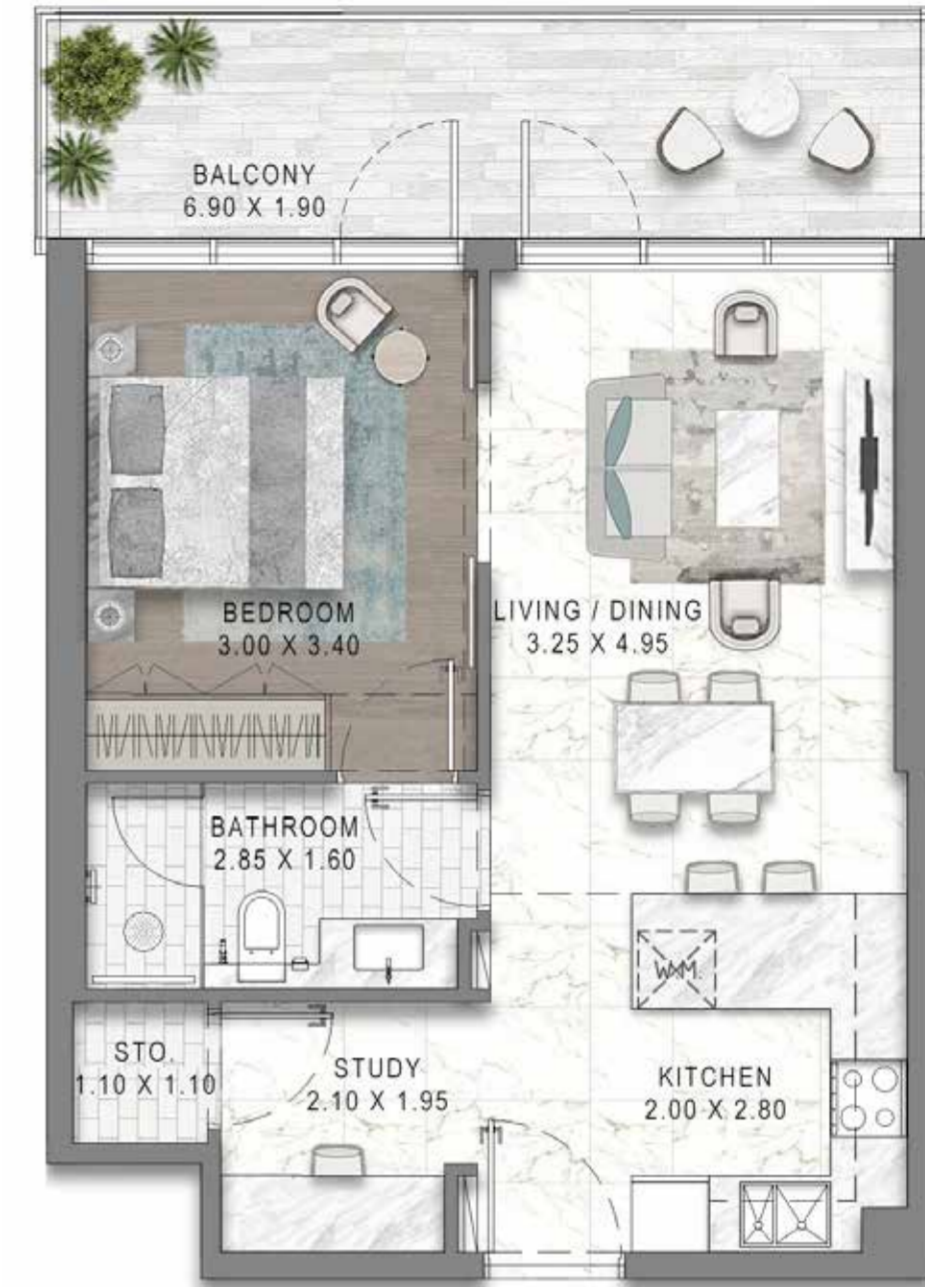 BALCONY
6.90 X 1.90
BEDROOM
3.00 X 3.40
LIVING / DINING
3.25 X 4.95
BATHROOM
2.85 X 1.60
W.M.
STO.
1.10 X 1.10
STUDY
2.10 X 1.95
KITCHEN
2.00 X 2.80